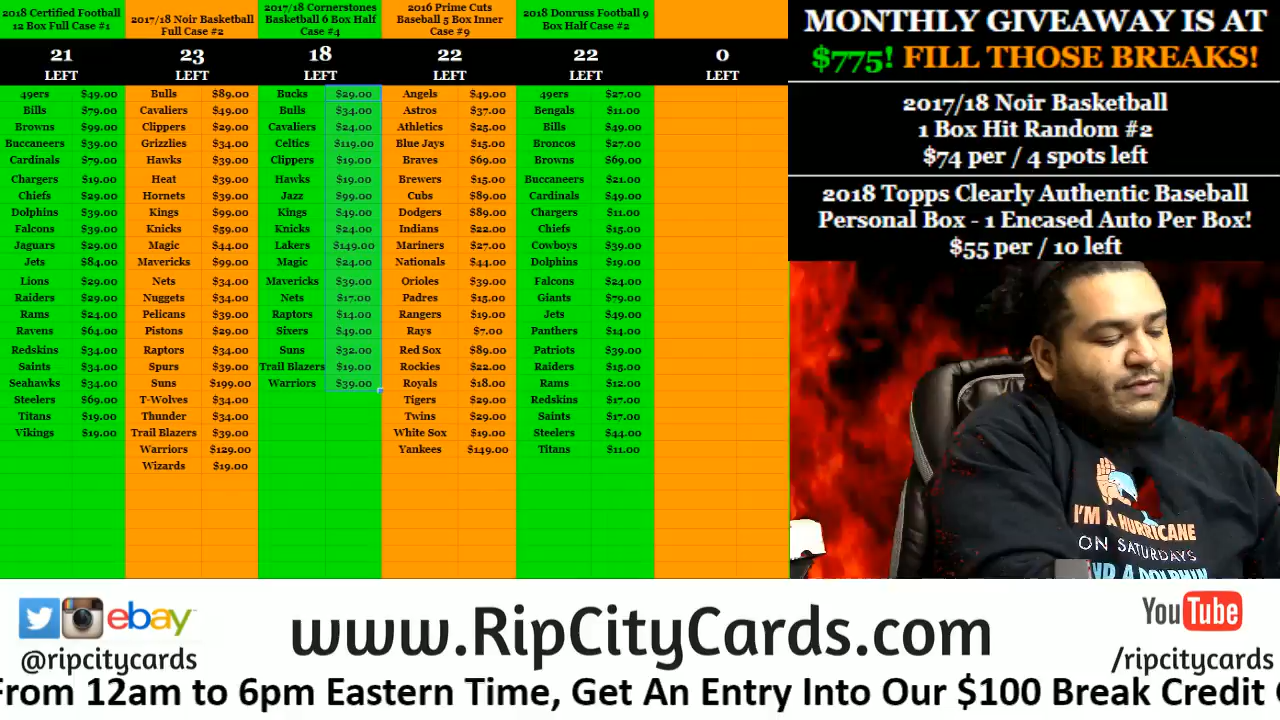 2018 Certified Football
12 Box Full Case #1
21
LEFT
49ers $49.00
Bills $79.00
Browns $99.00
Buccaneers $39.00
Cardinals $79.00
Chargers $19.00
Chiefs $29.00
Dolphins $39.00
Falcons $39.00
Jaguars $29.00
Jets $84.00
Lions $29.00
Raiders $29.00
Rams $24.00
Ravens $64.00
Redskins $34.00
Saints $34.00
Seahawks $34.00
Steelers $69.00
Titans $19.00
Vikings $19.00
2017/18 Noir Basketball
Full Case #2
23
LEFT
Bulls $89.00
Cavaliers $49.00
Clippers $29.00
Grizzlies $34.00
Hawks $39.00
Heat $39.00
Hornets $39.00
Kings $99.00
Knicks $59.00
Magic $44.00
Mavericks $99.00
Nets $34.00
Nuggets $34.00
Pelicans $39.00
Pistons $29.00
Raptors $34.00
Spurs $39.00
Suns $199.00
T-Wolves $34.00
Thunder $34.00
Trail Blazers $39.00
Warriors $129.00
Wizards $19.00
2017/18 Cornerstones
Basketball 6 Box Half
Case #4
18
LEFT
Bucks $29.00
Bulls $34.00
Cavaliers $24.00
Celtics $119.00
Clippers $19.00
Hawks $19.00
Jazz $99.00
Kings $49.00
Knicks $24.00
Lakers $149.00
Magic $24.00
Mavericks $39.00
Nets $17.00
Raptors $14.00
Sixers $49.00
Suns $32.00
Trail Blazers $19.00
Warriors $39.00
2016 Prime Cuts
Baseball 5 Box Inner
Case #9
22
LEFT
Angels $49.00
Astros $37.00
Athletics $25.00
Blue Jays $15.00
Braves $69.00
Brewers $15.00
Cubs $89.00
Dodgers $89.00
Indians $22.00
Mariners $27.00
Nationals $44.00
Orioles $39.00
Padres $15.00
Rangers $19.00
Rays $7.00
Red Sox $89.00
Rockies $22.00
Royals $18.00
Tigers $29.00
Twins $29.00
White Sox $19.00
Yankees $149.00
2018 Donruss Football 9
Box Half Case #2
22
LEFT
49ers $27.00
Bengals $11.00
Bills $49.00
Broncos $27.00
Browns $69.00
Buccaneers $21.00
Cardinals $49.00
Chargers $11.00
Chiefs $15.00
Cowboys $39.00
Dolphins $19.00
Falcons $24.00
Giants $79.00
Jets $49.00
Panthers $14.00
Patriots $39.00
Raiders $15.00
Rams $12.00
Redskins $17.00
Saints $17.00
Steelers $44.00
Titans $11.00
0
LEFT
MONTHLY GIVEAWAY IS AT
$775! FILL THOSE BREAKS!
2017/18 Noir Basketball
1 Box Hit Random #2
$74 per / 4 spots left
2018 Topps Clearly Authentic Baseball
Personal Box - 1 Encased Auto Per Box!
$55 per / 10 left
I'M A HURRICANE
ON SATURDAYS
AND A DOLPHIN
ebay
@ripcitycards
www.RipCityCards.com
YouTube
/ripcitycards
From 12am to 6pm Eastern Time, Get An Entry Into Our $100 Break Credit